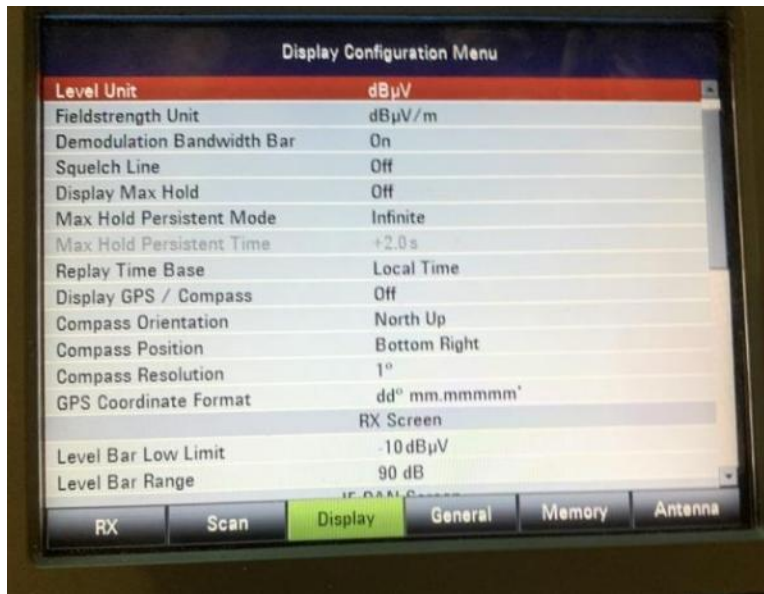 Display Configuration Menu
Level Unit dBµV
Fieldstrength Unit dBµV/m
Demodulation Bandwidth Bar On
Squelch Line Off
Display Max Hold Off
Max Hold Persistent Mode Infinite
Max Hold Persistent Time +2.0 s
Replay Time Base Local Time
Display GPS / Compass Off
Compass Orientation North Up
Compass Position Bottom Right
Compass Resolution 1°
GPS Coordinate Format dd° mm.mmmmm'
RX Screen
Level Bar Low Limit -10 dBµV
Level Bar Range 90 dB
IF-PAN Screen
RX Scan Display General Memory Antenna